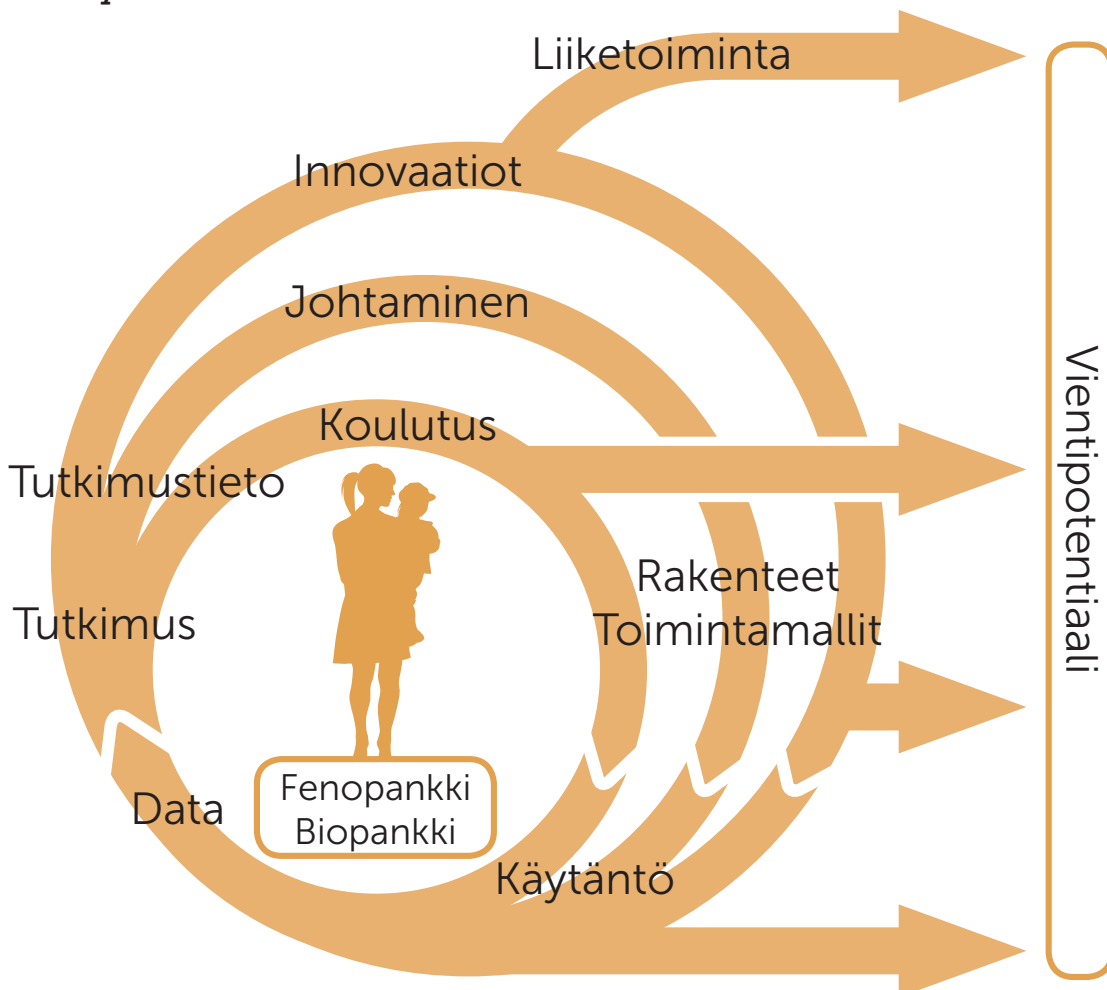 Liiketoiminta
Innovaatiot
Johtaminen
Koulutus
Tutkimustieto
Tutkimus
Rakenteet
Toimintamallit
Data
Fenopankki
Biopankki
Käytäntö
Vientipotentiaali